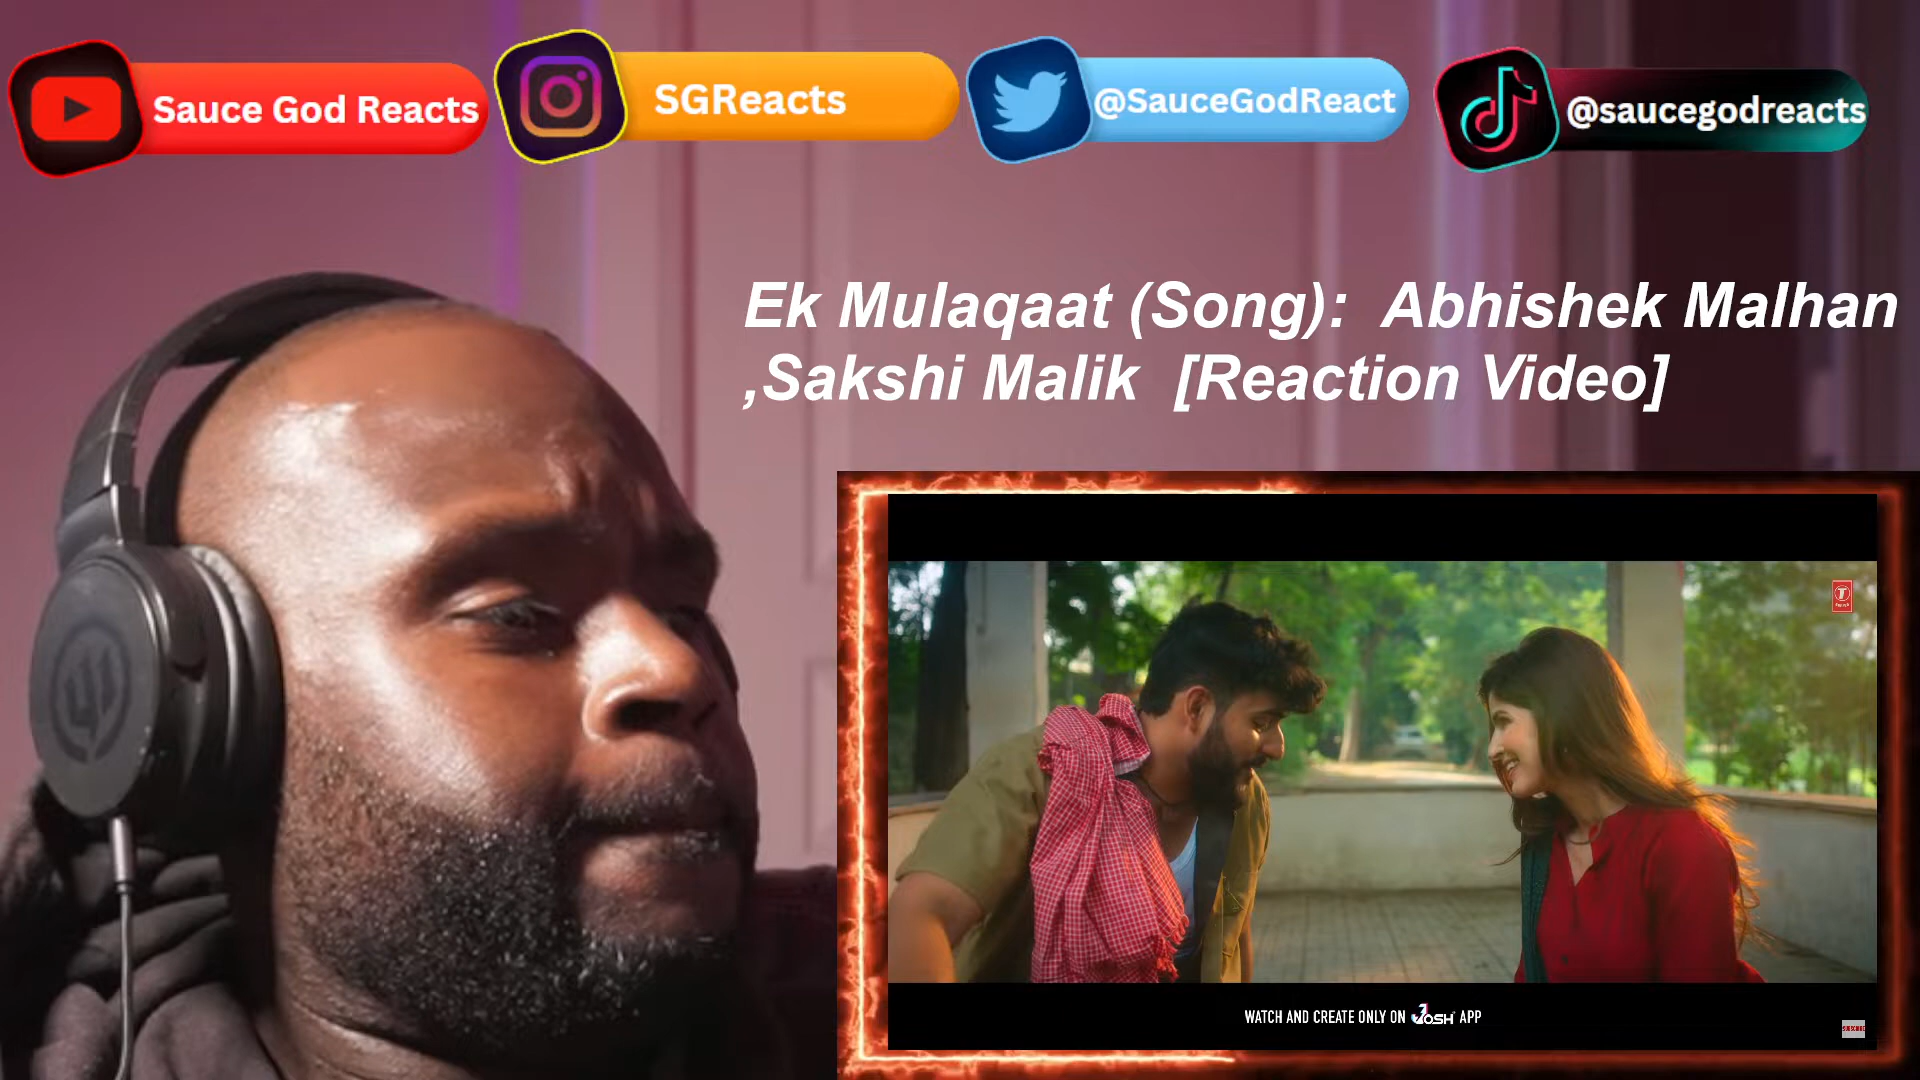 Sauce God Reacts
SGReacts
@SauceGodReact
@saucegodreacts
Ek Mulaqaat (Song): Abhishek Malhan
,Sakshi Malik [Reaction Video]
WATCH AND CREATE ONLY ON JOSH APP
SUBSCRIBE